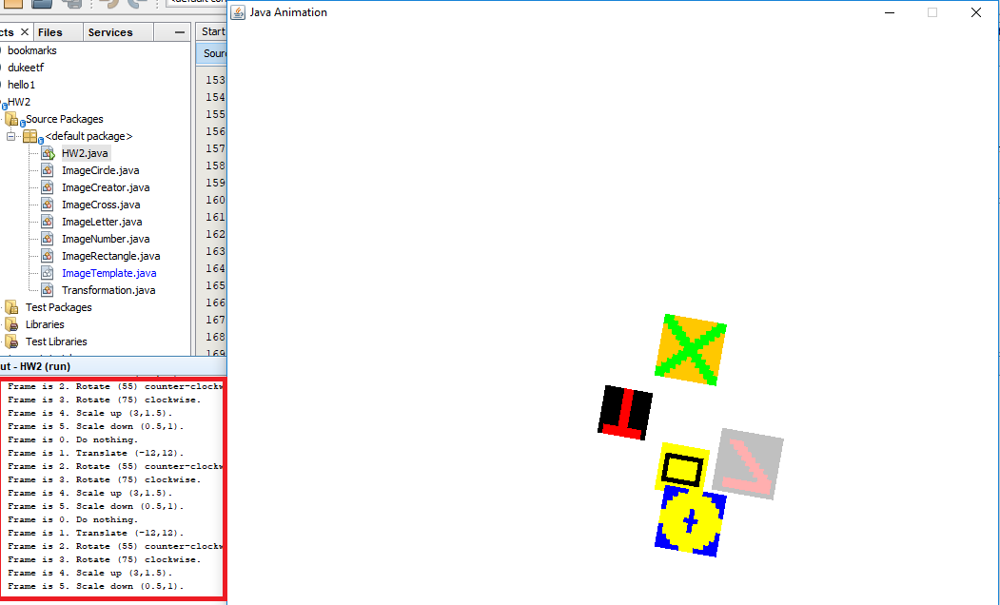 <default con
Java Animation
cts
Files
Services
Start
bookmarks
Sourc
dukeetf
hello1
HW2
Source Packages
<default package>
HW2.java
ImageCircle.java
ImageCreator.java
ImageCross.java
ImageLetter.java
ImageNumber.java
ImageRectangle.java
ImageTemplate.java
Transformation.java
Test Packages
Libraries
Test Libraries
153
154
155
156
157
158
159
160
161
162
163
164
165
166
167
168
169
ut - HW2 (run)
Frame is 2. Rotate (55) counter-clockw
Frame is 3. Rotate (75) clockwise.
Frame is 4. Scale up (3,1.5).
Frame is 5. Scale down (0.5,1).
Frame is 0. Do nothing.
Frame is 1. Translate (-12,12).
Frame is 2. Rotate (55) counter-clockw
Frame is 3. Rotate (75) clockwise.
Frame is 4. Scale up (3,1.5).
Frame is 5. Scale down (0.5,1).
Frame is 0. Do nothing.
Frame is 1. Translate (-12,12).
Frame is 2. Rotate (55) counter-clockw
Frame is 3. Rotate (75) clockwise.
Frame is 4. Scale up (3,1.5).
Frame is 5. Scale down (0.5,1).